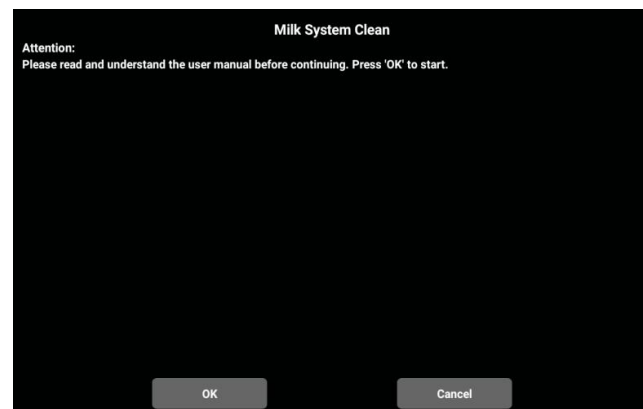 Milk System Clean
Attention:
Please read and understand the user manual before continuing. Press 'OK' to start.
OK
Cancel